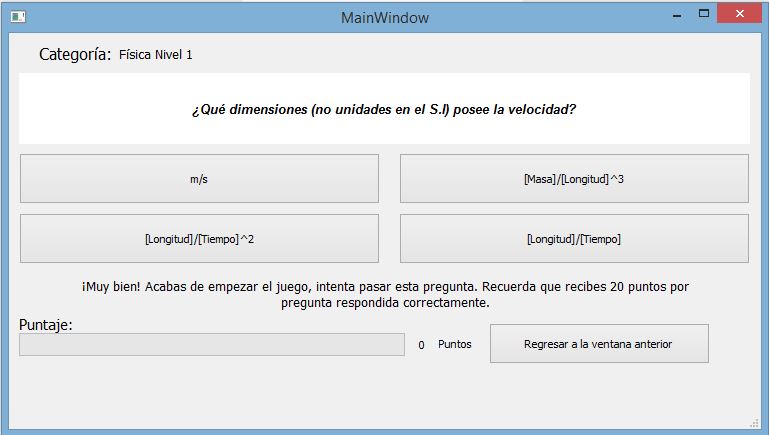 MainWindow
Categoría: Física Nivel 1
¿Qué dimensiones (no unidades en el S.I) posee la velocidad?
m/s
[Masa]/[Longitud]^3
[Longitud]/[Tiempo]^2
[Longitud]/[Tiempo]
¡Muy bien! Acabas de empezar el juego, intenta pasar esta pregunta. Recuerda que recibes 20 puntos por
pregunta respondida correctamente.
Puntaje:
0 Puntos
Regresar a la ventana anterior